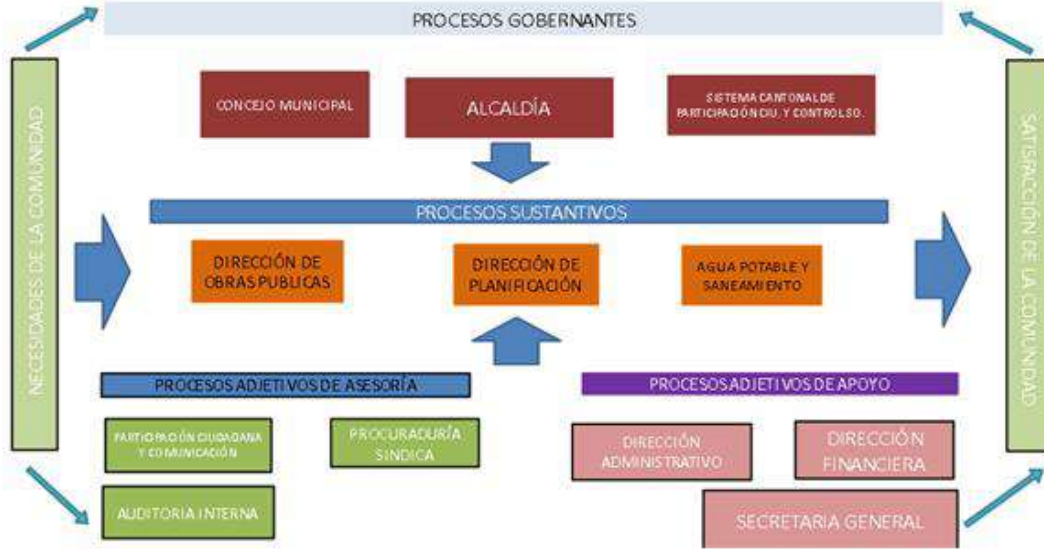 PROCESOS GOBERNANTES
NECESIDADES DE LA COMUNIDAD
CONCEJO MUNICIPAL
ALCALDÍA
SISTEMA CANTONAL DE
PARTICIPACIÓN CIU. Y CONTROL SO.
SATISFACCIÓN DE LA COMUNIDAD
PROCESOS SUSTANTIVOS
DIRECCIÓN DE
OBRAS PUBLICAS
DIRECCIÓN DE
PLANIFICACIÓN
AGUA POTABLE Y
SANEAMIENTO
PROCESOS ADJETIVOS DE ASESORÍA
PROCESOS ADJETIVOS DE APOYO
PARTICIPACIÓN CIUDADANA
Y COMUNICACIÓN
PROCURADURÍA
SINDICA
DIRECCIÓN
ADMINISTRATIVO
DIRECCIÓN
FINANCIERA
AUDITORIA INTERNA
SECRETARIA GENERAL